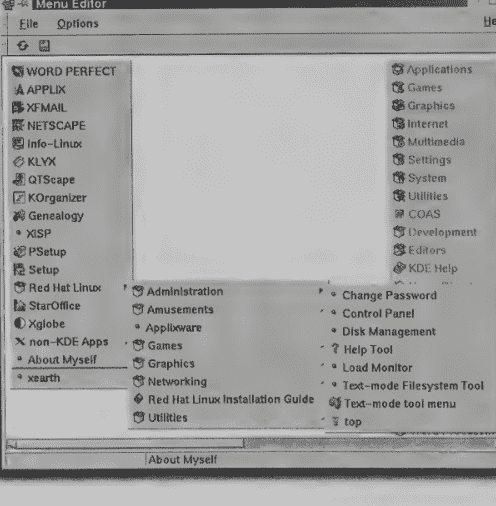 Menu Editor
File Options He
WORD PERFECT
APPLIX
XFMAIL
NETSCAPE
Info-Linux
KLYX
QTScape
KOrganizer
Genealogy
XISP
PSetup
Setup
Red Hat Linux
StarOffice
Xglobe
non-KDE Apps
About Myself
xearth
Administration
Amusements
Applixware
Games
Graphics
Networking
Red Hat Linux Installation Guide
Utilities
Change Password
Control Panel
Disk Management
Help Tool
Load Monitor
Text-mode Filesystem Tool
Text-mode tool menu
top
Applications
Games
Graphics
Internet
Multimedia
Settings
System
Utilities
COAS
Development
Editors
KDE Help
About Myself